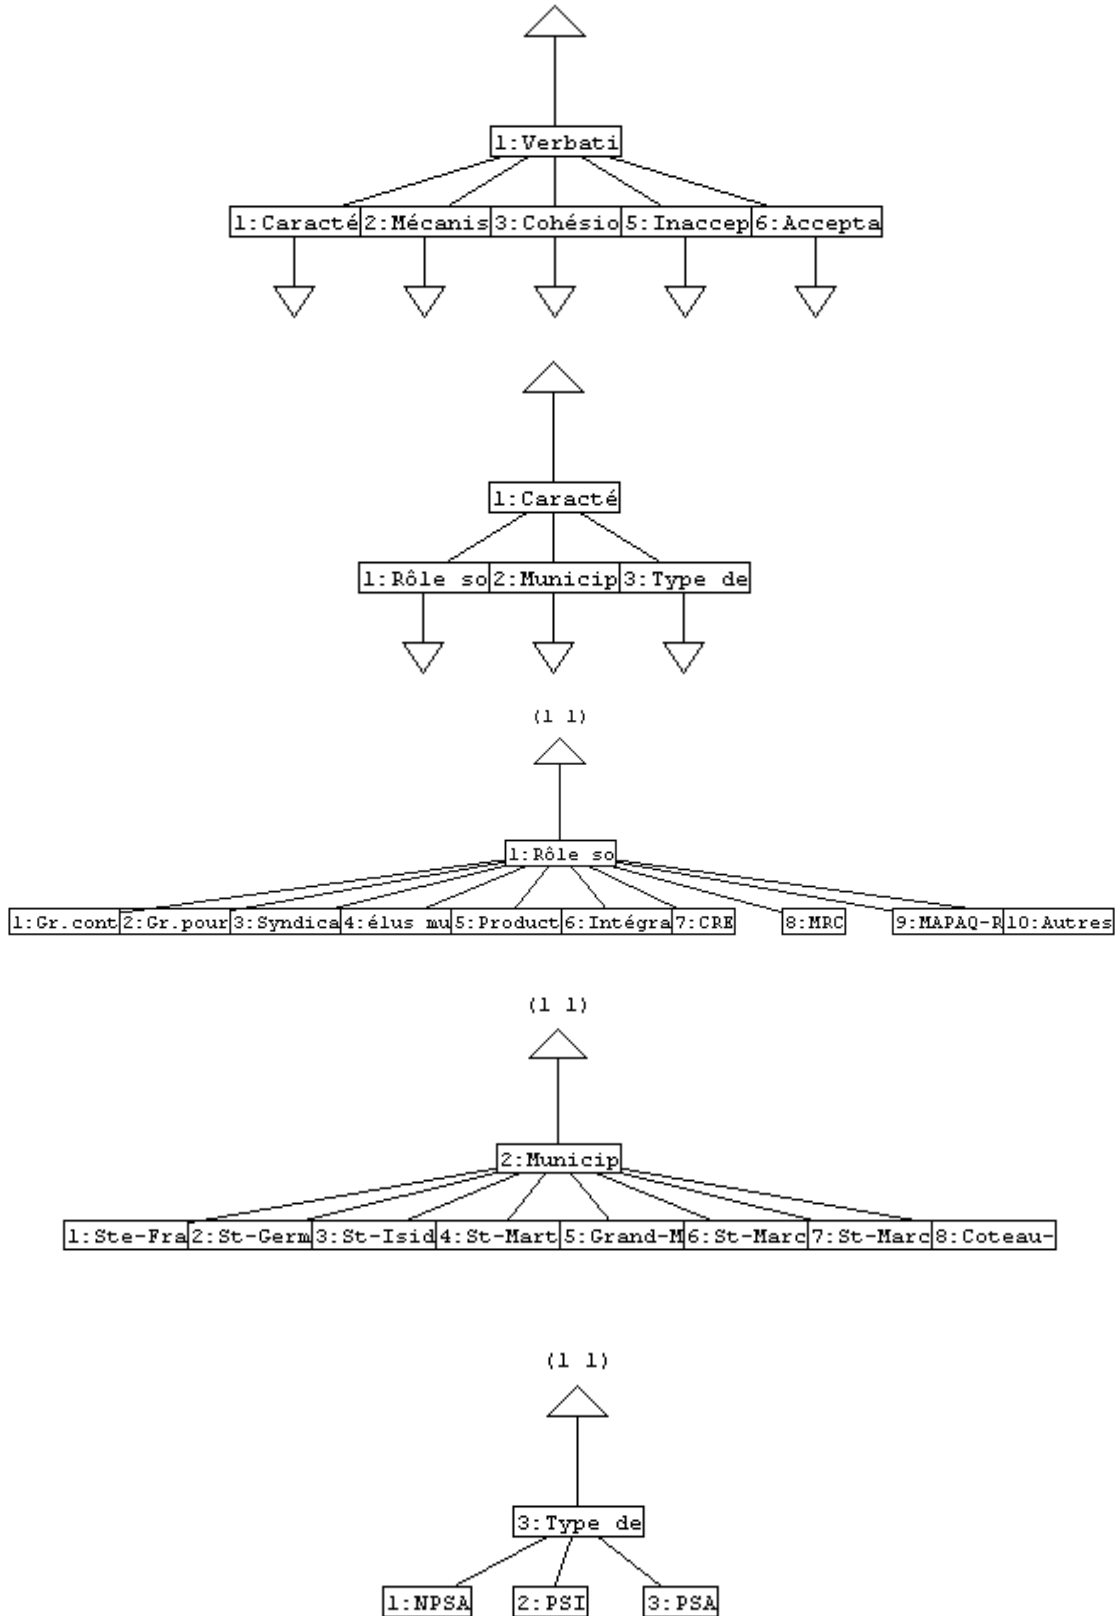 1:Verbati
1:Caracté 2:Mécanis 3:Cohésio 5:Inaccep 6:Accepta
1:Caracté
1:Rôle so 2:Municip 3:Type de
(1 1)
1:Rôle so
1:Gr.cont 2:Gr.pour 3:Syndica 4:élus mu 5:Product 6:Intégra 7:CRE 8:MRC 9:MAPAQ-R 10:Autres
(1 1)
2:Municip
1:Ste-Fra 2:St-Germ 3:St-Isid 4:St-Mart 5:Grand-M 6:St-Marc 7:St-Marc 8:Coteau-
(1 1)
3:Type de
1:NPSA 2:PSI 3:PSA